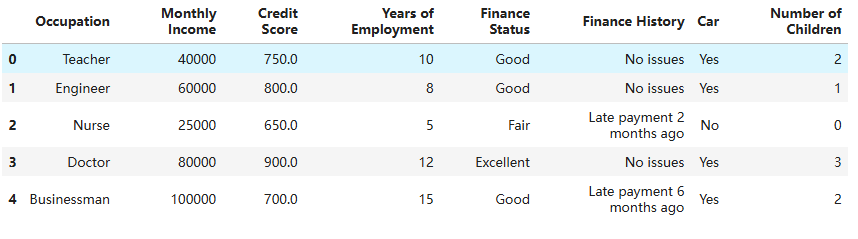 Occupation Monthly Income Credit Score Years of Employment Finance Status Finance History Car Number of Children
0 Teacher 40000 750.0 10 Good No issues Yes 2
1 Engineer 60000 800.0 8 Good No issues Yes 1
2 Nurse 25000 650.0 5 Fair Late payment 2 months ago No 0
3 Doctor 80000 900.0 12 Excellent No issues Yes 3
4 Businessman 100000 700.0 15 Good Late payment 6 months ago Yes 2